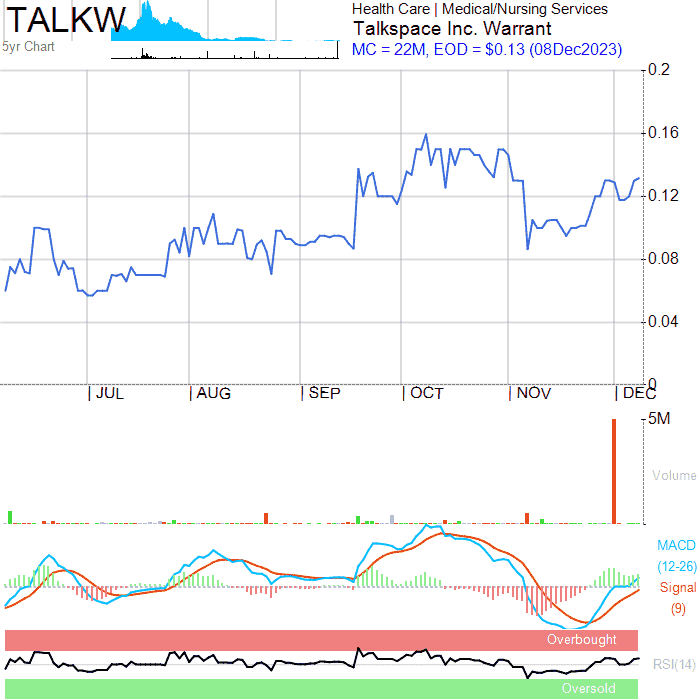 TALKW
Health Care | Medical/Nursing Services
Talkspace Inc. Warrant
5yr Chart
MC = 22M, EOD = $0.13 (08Dec2023)
0.2
0.16
0.12
0.08
0.04
0
JUL AUG SEP OCT NOV DEC
5M
Volume
MACD
(12-26)
Signal
(9)
Overbought
RSI(14)
Oversold